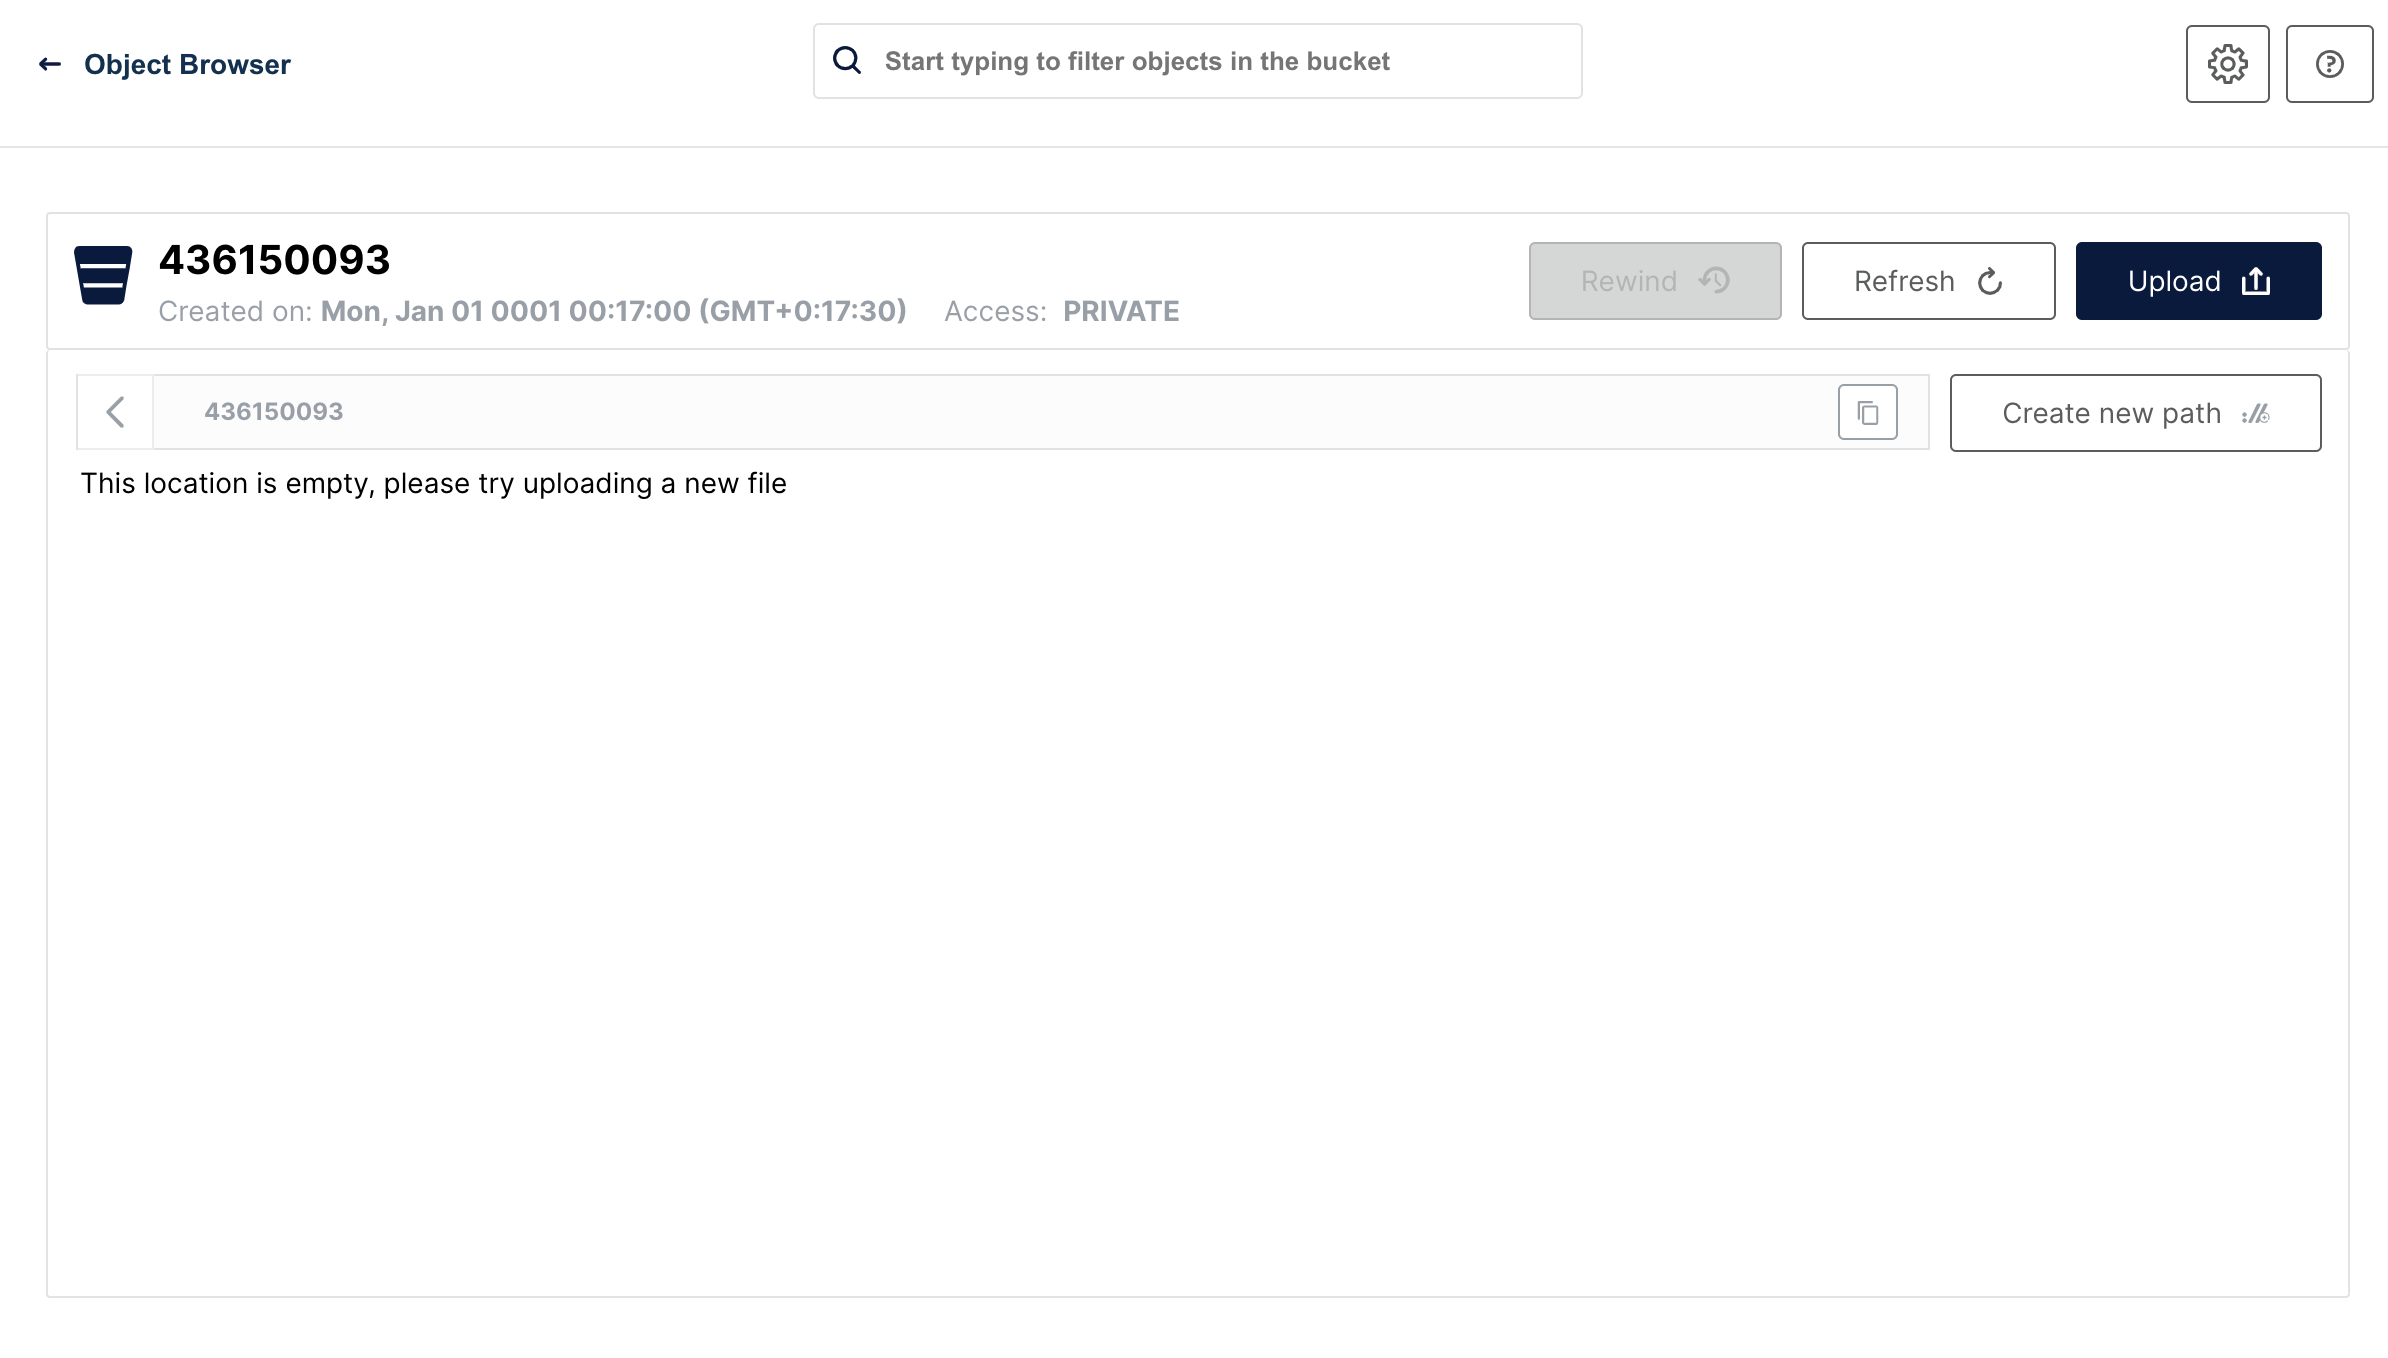 Object Browser
Start typing to filter objects in the bucket
436150093
Created on: Mon, Jan 01 0001 00:17:00 (GMT+0:17:30) Access: PRIVATE
Rewind
Refresh
Upload
436150093
Create new path
This location is empty, please try uploading a new file